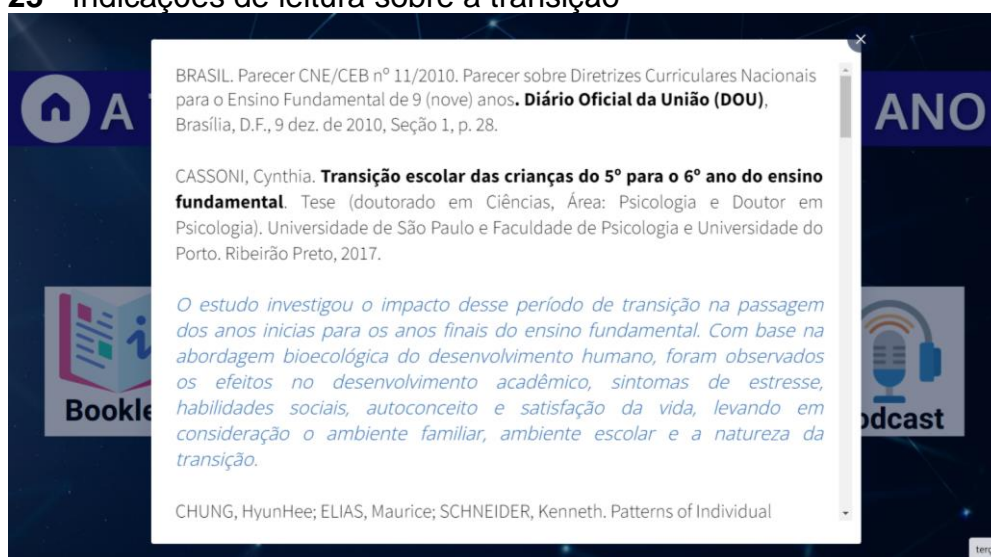 25 Indicações de leitura sobre a transição
BRASIL. Parecer CNE/CEB nº 11/2010. Parecer sobre Diretrizes Curriculares Nacionais
para o Ensino Fundamental de 9 (nove) anos. Diário Oficial da União (DOU),
Brasília, D.F., 9 dez. de 2010, Seção 1, p. 28.
A
ANO
CASSONI, Cynthia. Transição escolar das crianças do 5º para o 6º ano do ensino
fundamental. Tese (doutorado em Ciências, Área: Psicologia e Doutor em
Psicologia). Universidade de São Paulo e Faculdade de Psicologia e Universidade do
Porto. Ribeirão Preto, 2017.
O estudo investigou o impacto desse período de transição na passagem
dos anos inicias para os anos finais do ensino fundamental. Com base na
abordagem bioecológica do desenvolvimento humano, foram observados
os efeitos no desenvolvimento acadêmico, sintomas de estresse,
habilidades sociais, autoconceito e satisfação da vida, levando em
consideração o ambiente familiar, ambiente escolar e a natureza da
transição.
Bookle
odcast
CHUNG, HyunHee; ELIAS, Maurice; SCHNEIDER, Kenneth. Patterns of Individual